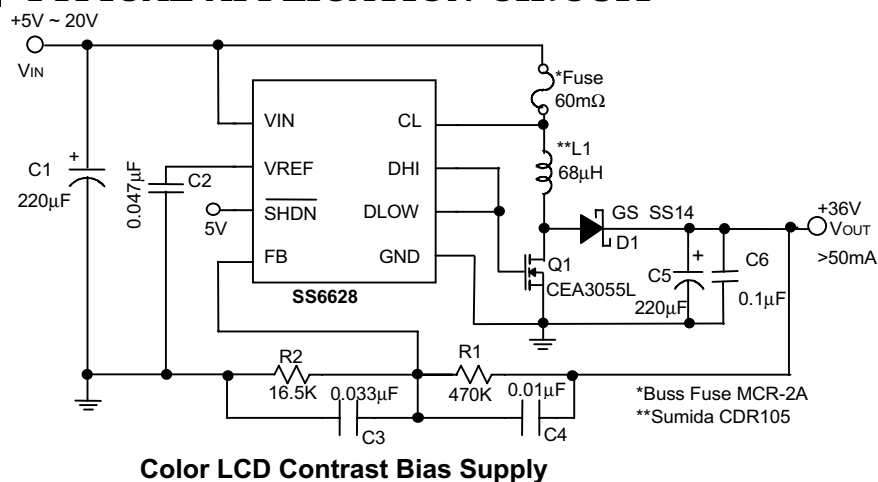 +5V ~ 20V
VIN
*Fuse
60mΩ
VIN
CL
C1
+
220µF
0.047µF
C2
VREF
DHI
**L1
68µH
5V
SHDN
DLOW
GS SS14
D1
+36V
VOUT
>50mA
FB
GND
Q1
CEA3055L
+
C5
220µF
C6
0.1µF
SS6628
R2
16.5K
0.033µF
C3
R1
470K
0.01µF
C4
*Buss Fuse MCR-2A
**Sumida CDR105
Color LCD Contrast Bias Supply